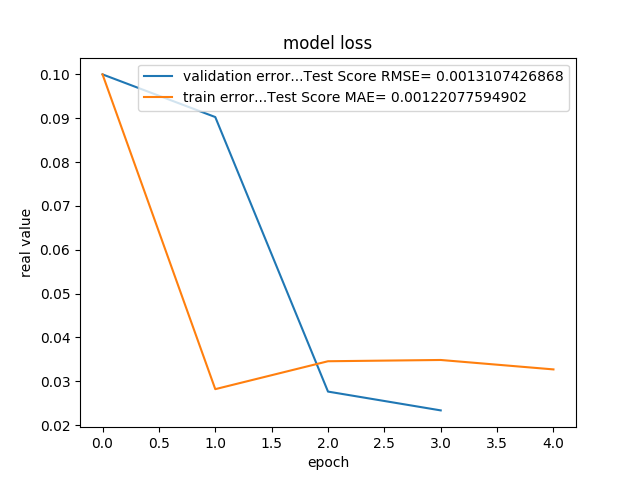 model loss
validation error...Test Score RMSE= 0.0013107426868
train error...Test Score MAE= 0.00122077594902
real value
0.10
0.09
0.08
0.07
0.06
0.05
0.04
0.03
0.02
0.0 0.5 1.0 1.5 2.0 2.5 3.0 3.5 4.0
epoch